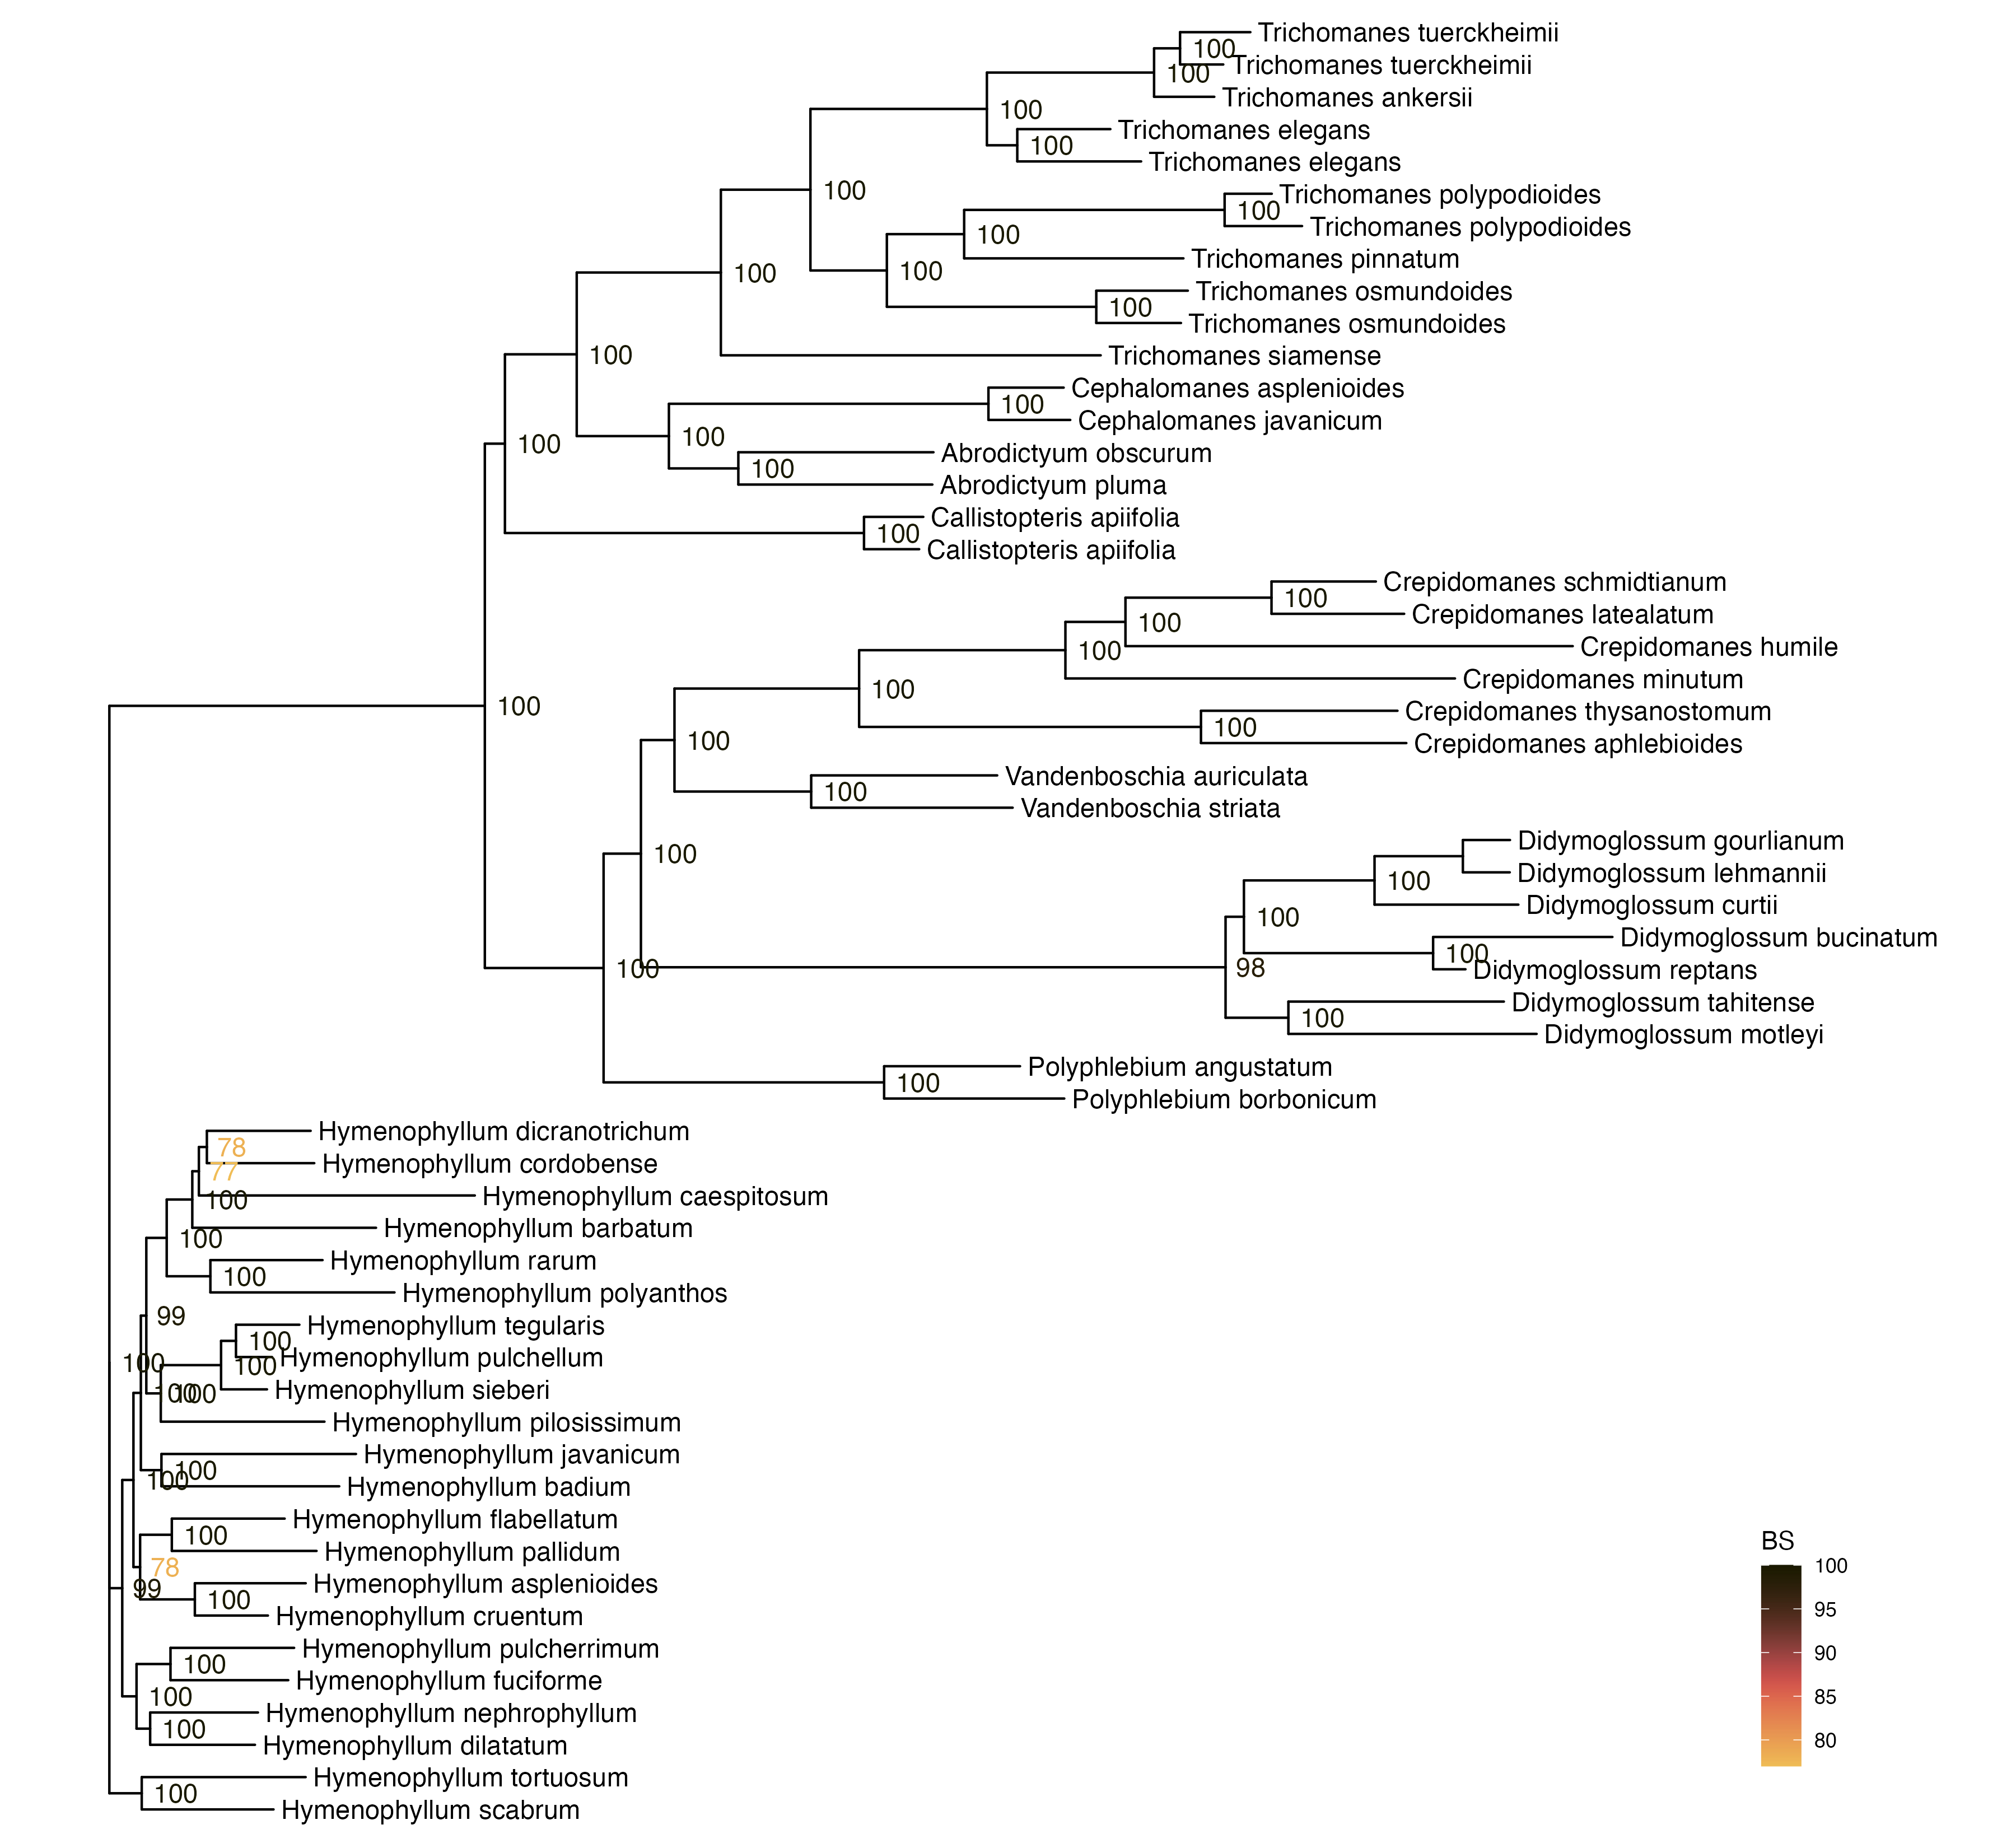 Trichomanes tuerckheimii
100
Trichomanes tuerckheimii
100
Trichomanes ankersii
100
Trichomanes elegans
100
Trichomanes elegans
100
Trichomanes polypodioides
100
Trichomanes polypodioides
100
Trichomanes pinnatum
100
100
Trichomanes osmundoides
100
Trichomanes osmundoides
100
Trichomanes siamense
Cephalomanes asplenioides
100
Cephalomanes javanicum
100
100
Abrodictyum obscurum
100
Abrodictyum pluma
Callistopteris apiifolia
100
Callistopteris apiifolia
Crepidomanes schmidtianum
100
Crepidomanes latealatum
100
Crepidomanes humile
100
Crepidomanes minutum
100
100
Crepidomanes thysanostomum
100
Crepidomanes aphlebioides
100
Vandenboschia auriculata
100
Vandenboschia striata
100
Didymoglossum gourlianum
Didymoglossum lehmannii
100
Didymoglossum curtii
100
Didymoglossum bucinatum
100
Didymoglossum reptans
100
98
Didymoglossum tahitense
100
Didymoglossum motleyi
Polyphlebium angustatum
100
Polyphlebium borbonicum
Hymenophyllum dicranotrichum
78
Hymenophyllum cordobense
77
Hymenophyllum caespitosum
100
Hymenophyllum barbatum
100
Hymenophyllum rarum
100
Hymenophyllum polyanthos
99
Hymenophyllum tegularis
100
Hymenophyllum pulchellum
100
100
Hymenophyllum sieberi
100
100
Hymenophyllum pilosissimum
Hymenophyllum javanicum
100
100
Hymenophyllum badium
Hymenophyllum flabellatum
100
Hymenophyllum pallidum
78
Hymenophyllum asplenioides
99
100
Hymenophyllum cruentum
Hymenophyllum pulcherrimum
100
Hymenophyllum fuciforme
100
Hymenophyllum nephrophyllum
100
Hymenophyllum dilatatum
Hymenophyllum tortuosum
100
Hymenophyllum scabrum
BS
100
95
90
85
80